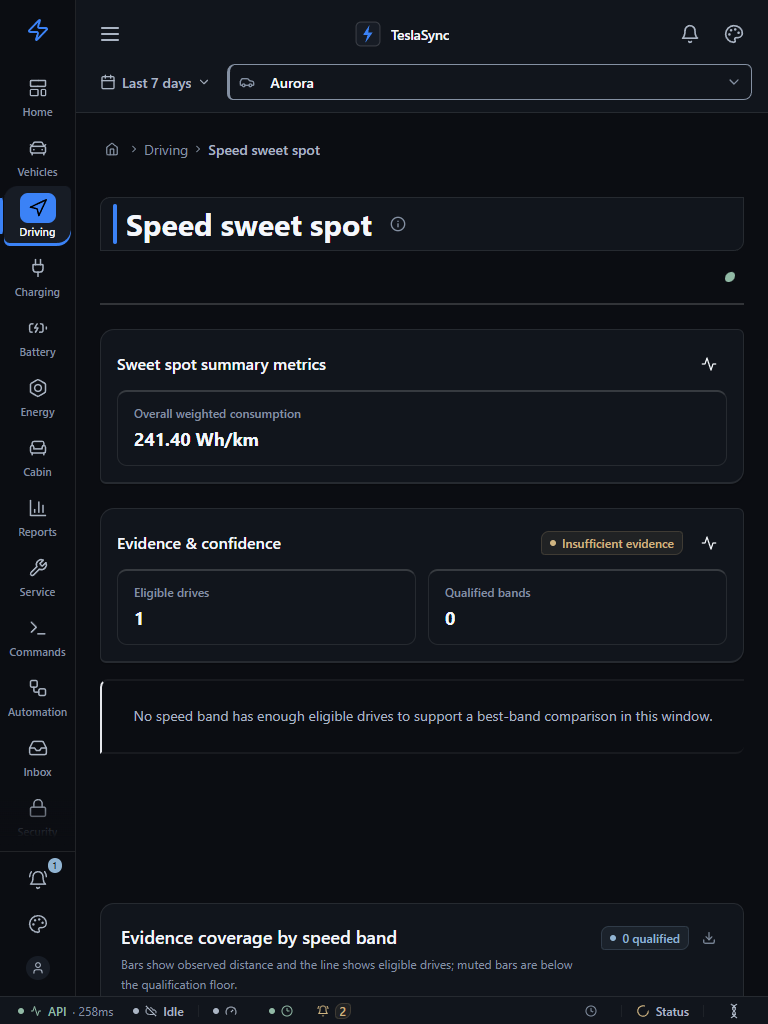 TeslaSync
Last 7 days
Aurora
Home
Vehicles
Driving
Charging
Battery
Energy
Cabin
Reports
Service
Commands
Automation
Inbox
Security
1
Driving
Speed sweet spot
Speed sweet spot
Sweet spot summary metrics
Overall weighted consumption
241.40 Wh/km
Evidence & confidence
Insufficient evidence
Eligible drives
1
Qualified bands
0
No speed band has enough eligible drives to support a best-band comparison in this window.
Evidence coverage by speed band
0 qualified
Bars show observed distance and the line shows eligible drives; muted bars are below
the qualification floor.
API · 258ms
Idle
2
Status